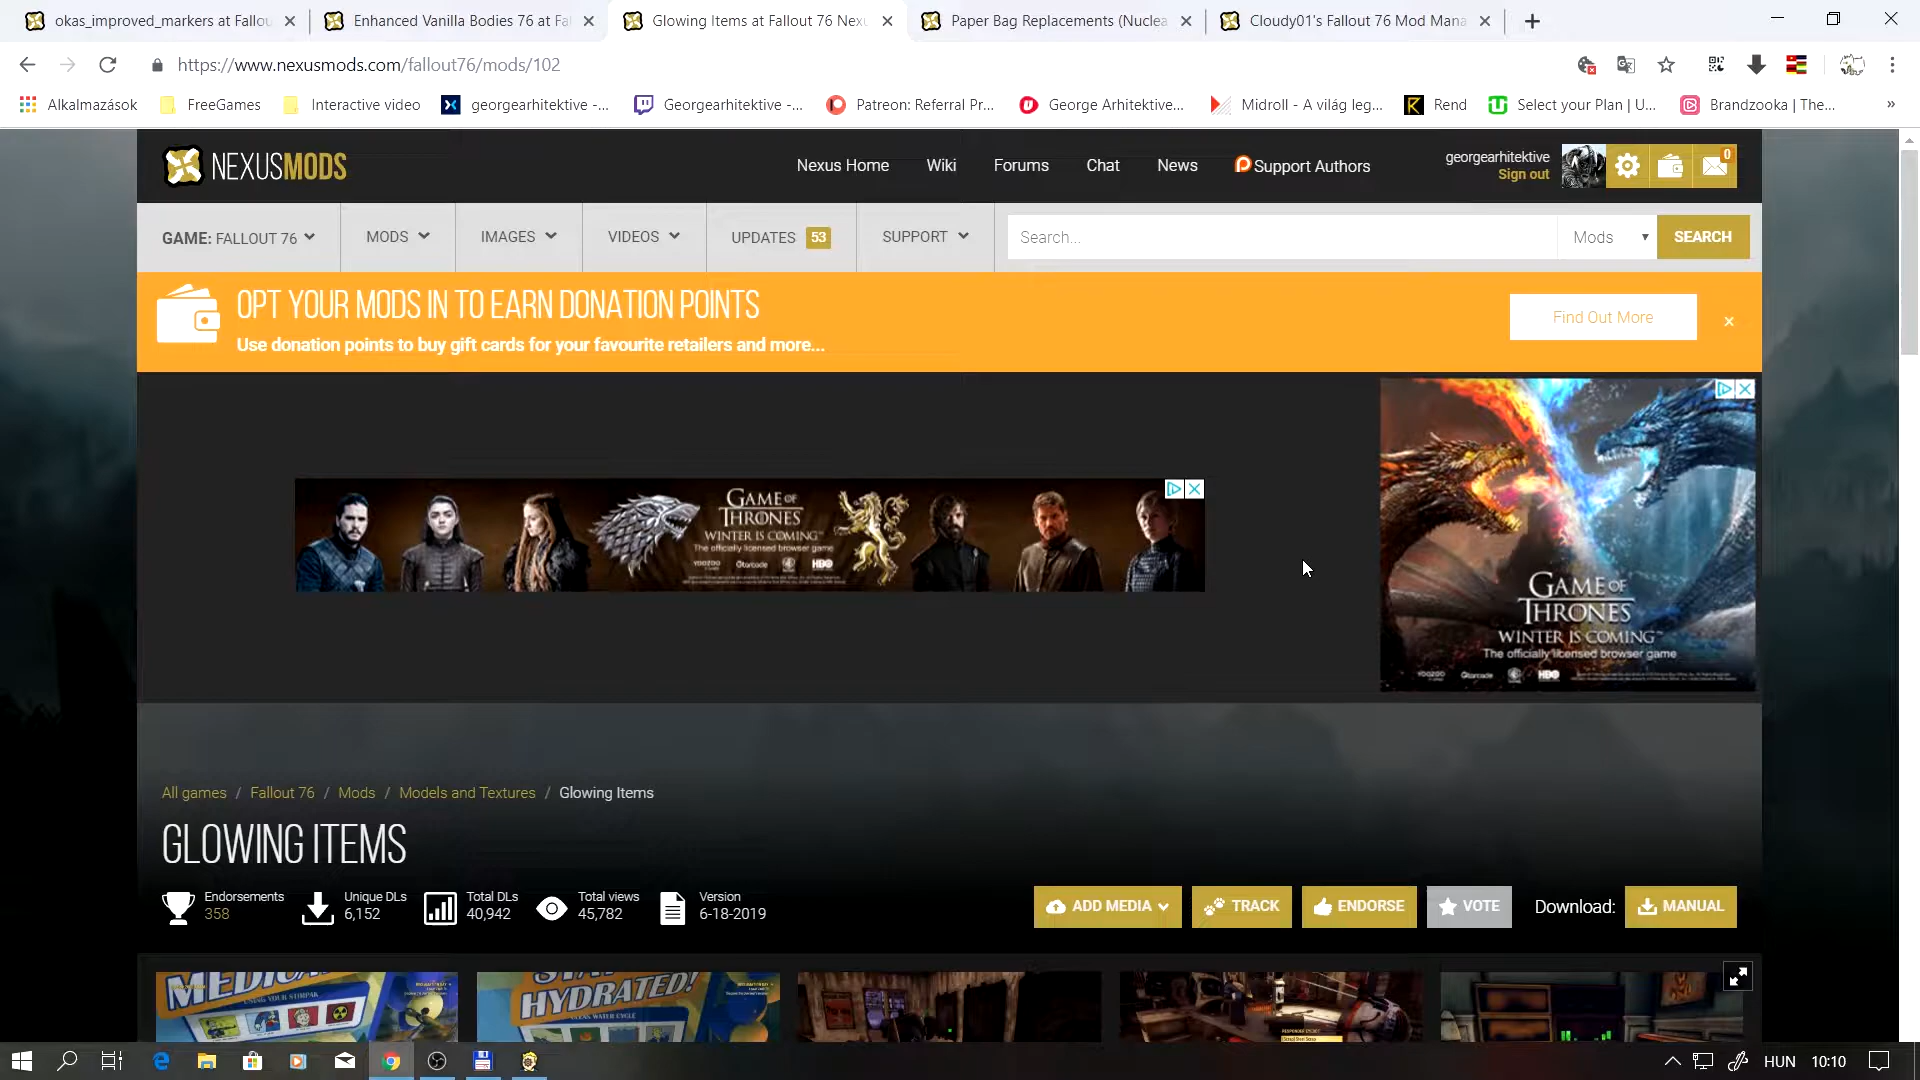 okas_improved_markers at Fallou
Enhanced Vanilla Bodies 76 at Fal
Glowing Items at Fallout 76 Nexu
Paper Bag Replacements (Nuclea
Cloudy01's Fallout 76 Mod Mana
https://www.nexusmods.com/fallout76/mods/102
Alkalmazások
FreeGames
Interactive video
georgearhitektive -...
Georgearhitektive -...
Patreon: Referral Pr...
George Arhitektive...
Midroll - A világ leg...
Rend
Select your Plan | U...
Brandzooka | The...
»
NEXUSMODS
Nexus Home
Wiki
Forums
Chat
News
Support Authors
georgearhitektive
Sign out
0
GAME: FALLOUT 76
MODS
IMAGES
VIDEOS
UPDATES 53
SUPPORT
Search...
Mods
SEARCH
OPT YOUR MODS IN TO EARN DONATION POINTS
Use donation points to buy gift cards for your favourite retailers and more...
Find Out More
GAME OF
THRONES
WINTER IS COMING™
The officially licensed browser game
YOOZOO
Gtarcade
HBO
GAME OF
THRONES
WINTER IS COMING™
The officially licensed browser game
YOOZOO
Gtarcade
HBO
All games / Fallout 76 / Mods / Models and Textures / Glowing Items
GLOWING ITEMS
Endorsements
358
Unique DLs
6,152
Total DLs
40,942
Total views
45,782
Version
6-18-2019
ADD MEDIA
TRACK
ENDORSE
VOTE
Download:
MANUAL
HYDRATED!
HUN
10:10